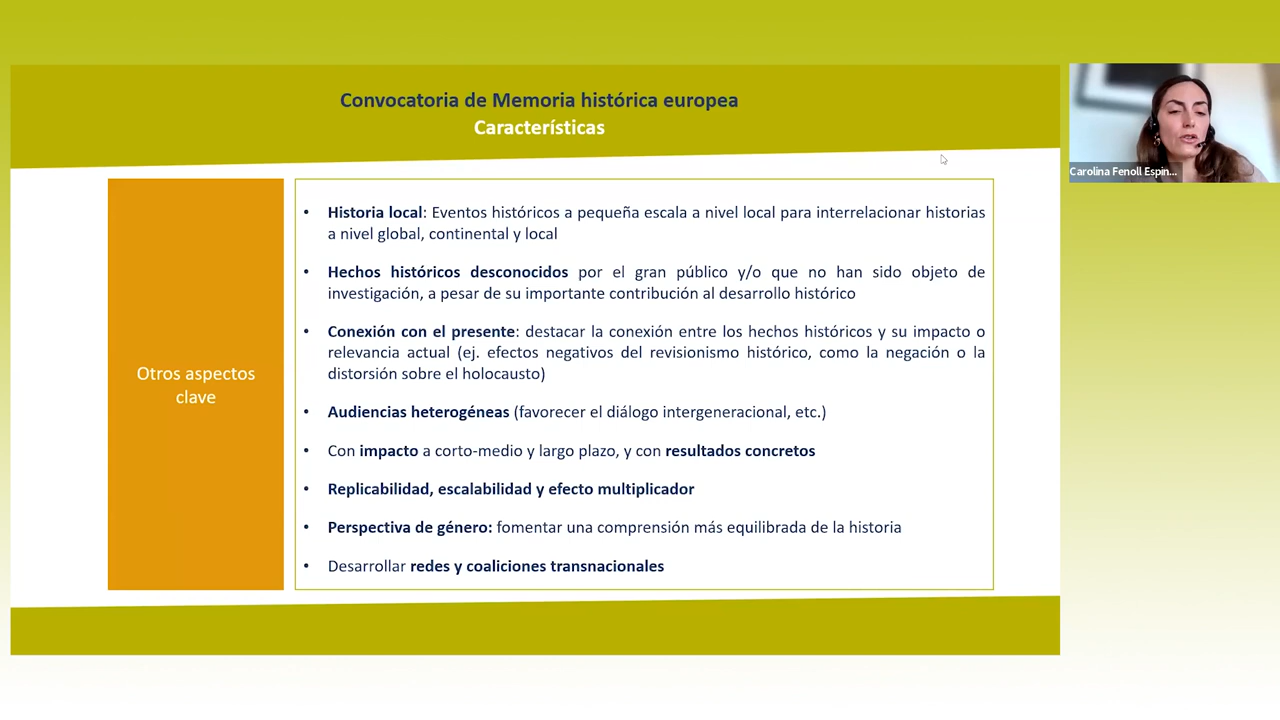 Convocatoria de Memoria histórica europea
Características
Carolina Fenoll Espin...
Otros aspectos
clave
• Historia local: Eventos históricos a pequeña escala a nivel local para interrelacionar historias
a nivel global, continental y local
• Hechos históricos desconocidos por el gran público y/o que no han sido objeto de
investigación, a pesar de su importante contribución al desarrollo histórico
• Conexión con el presente: destacar la conexión entre los hechos históricos y su impacto o
relevancia actual (ej. efectos negativos del revisionismo histórico, como la negación o la
distorsión sobre el holocausto)
• Audiencias heterogéneas (favorecer el diálogo intergeneracional, etc.)
• Con impacto a corto-medio y largo plazo, y con resultados concretos
• Replicabilidad, escalabilidad y efecto multiplicador
• Perspectiva de género: fomentar una comprensión más equilibrada de la historia
• Desarrollar redes y coaliciones transnacionales